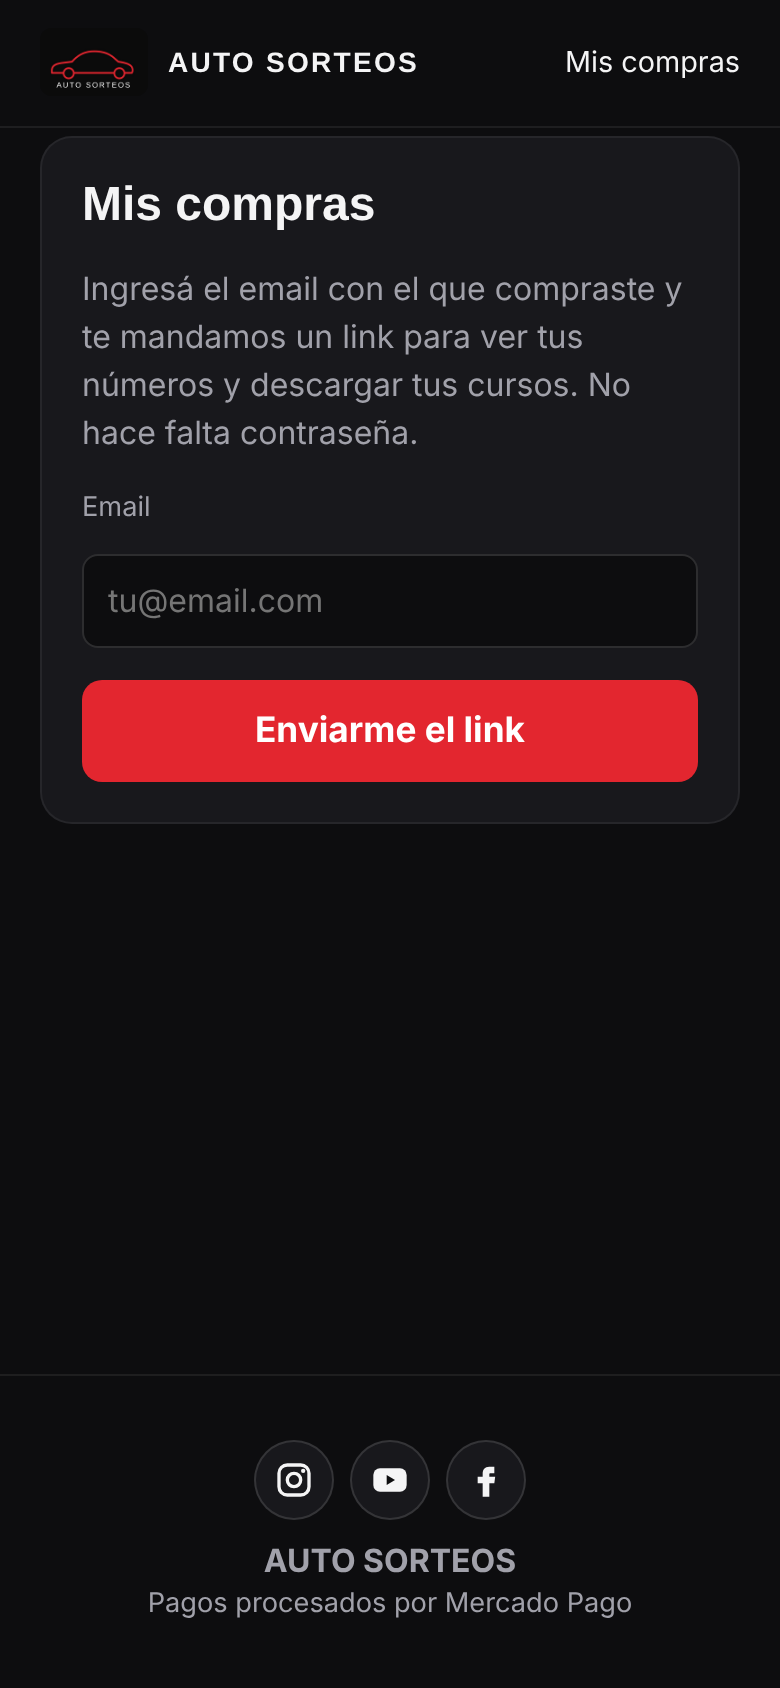 AUTO SORTEOS
AUTO SORTEOS
Mis compras
Mis compras
Ingresá el email con el que compraste y
te mandamos un link para ver tus
números y descargar tus cursos. No
hace falta contraseña.
Email
tu@email.com
Enviarme el link
AUTO SORTEOS
Pagos procesados por Mercado Pago